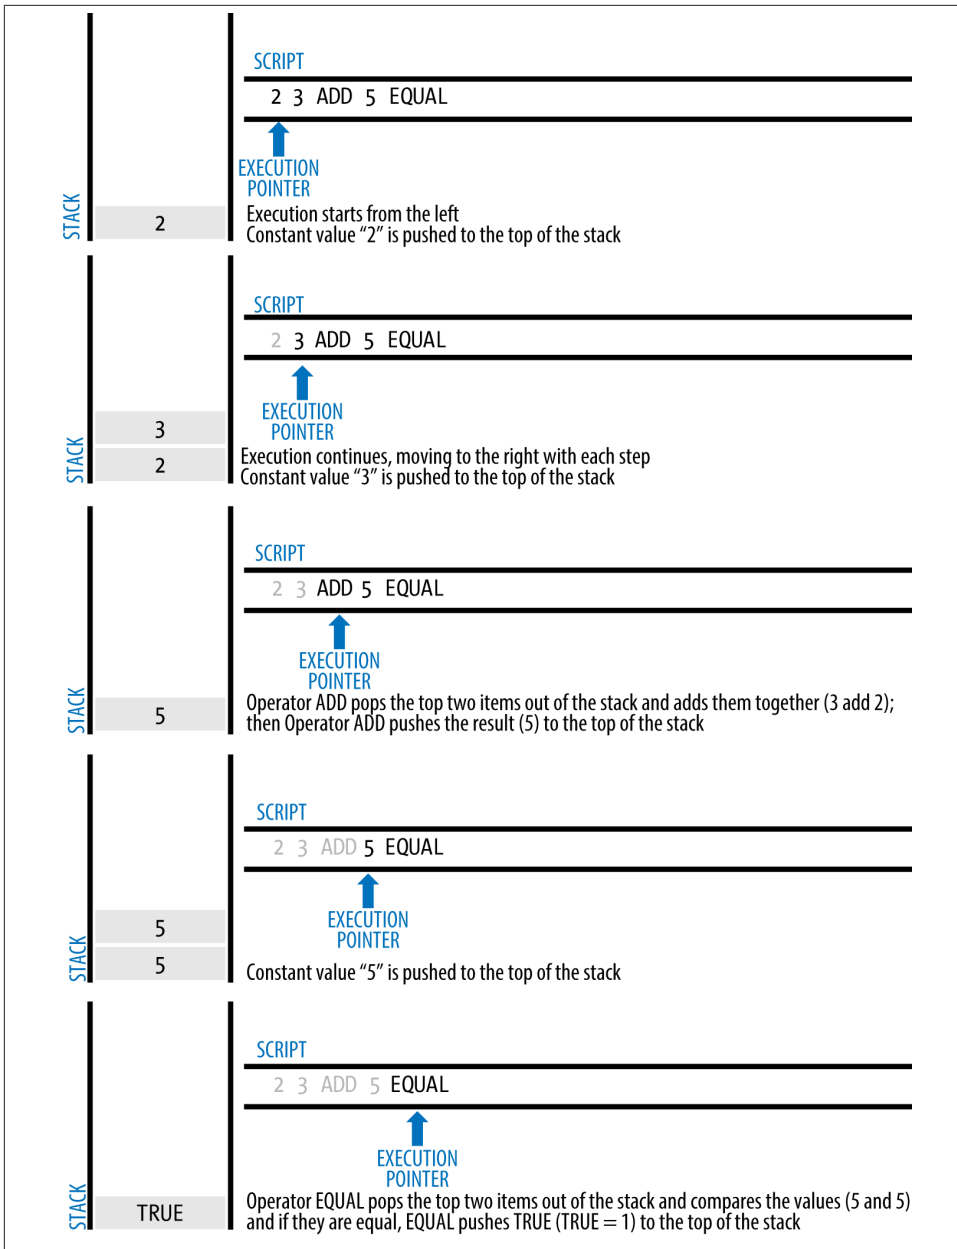 SCRIPT
2 3 ADD 5 EQUAL
EXECUTION
POINTER
STACK
2
Execution starts from the left
Constant value “2” is pushed to the top of the stack
SCRIPT
2 3 ADD 5 EQUAL
EXECUTION
POINTER
STACK
3
2
Execution continues, moving to the right with each step
Constant value “3” is pushed to the top of the stack
SCRIPT
2 3 ADD 5 EQUAL
EXECUTION
POINTER
STACK
5
Operator ADD pops the top two items out of the stack and adds them together (3 add 2);
then Operator ADD pushes the result (5) to the top of the stack
SCRIPT
2 3 ADD 5 EQUAL
EXECUTION
POINTER
STACK
5
5
Constant value “5” is pushed to the top of the stack
SCRIPT
2 3 ADD 5 EQUAL
EXECUTION
POINTER
STACK
TRUE
Operator EQUAL pops the top two items out of the stack and compares the values (5 and 5)
and if they are equal, EQUAL pushes TRUE (TRUE = 1) to the top of the stack